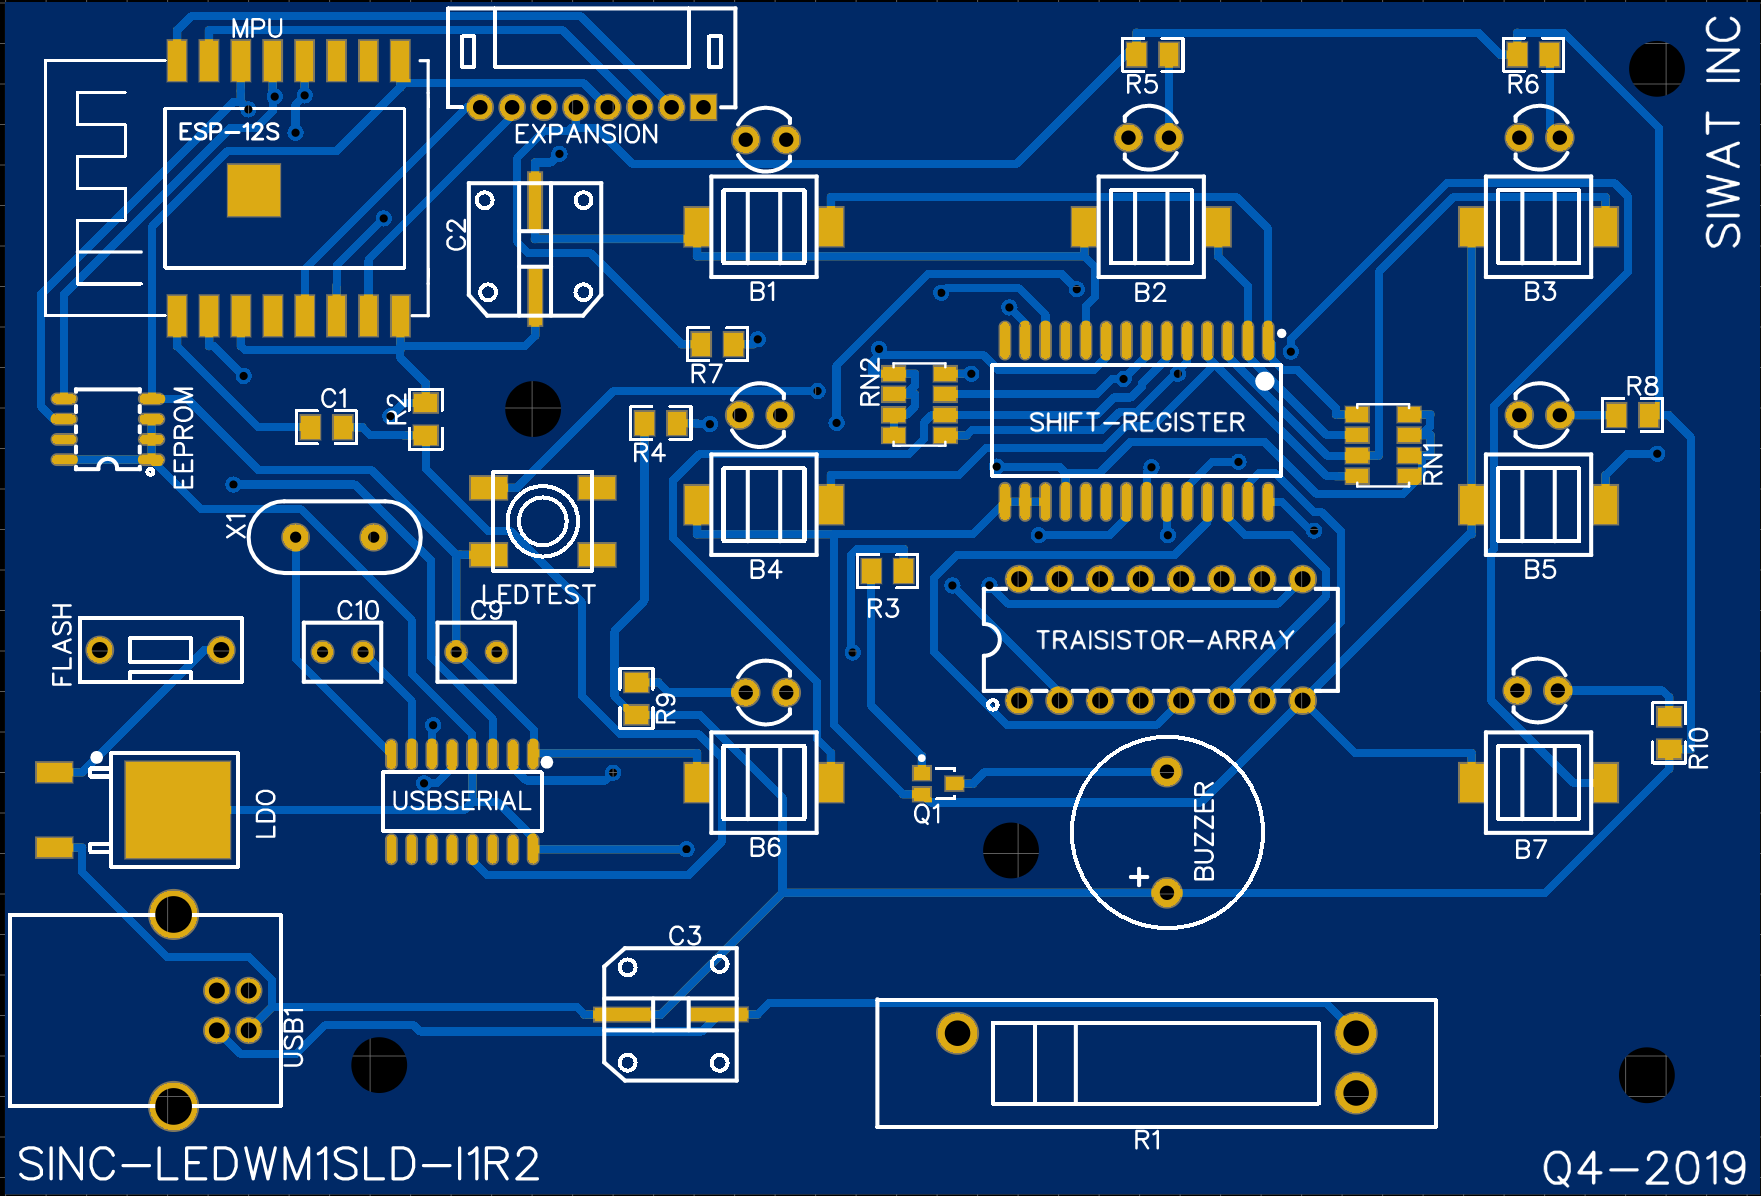 MPU
ESP-12S
EXPANSION
R5
R6
SIWAT INC
C2
B1
B2
B3
R7
RN2
EEPROM
C1
R2
R4
SHIFT-REGISTER
RN1
R8
X1
LEDTEST
B4
R3
B5
FLASH
C10
C9
TRAISISTOR-ARRAY
R9
R10
LDO
USBSERIAL
B6
Q1
BUZZER
+
B7
USB1
C3
R1
SINC-LEDWM1SLD-I1R2
Q4-2019